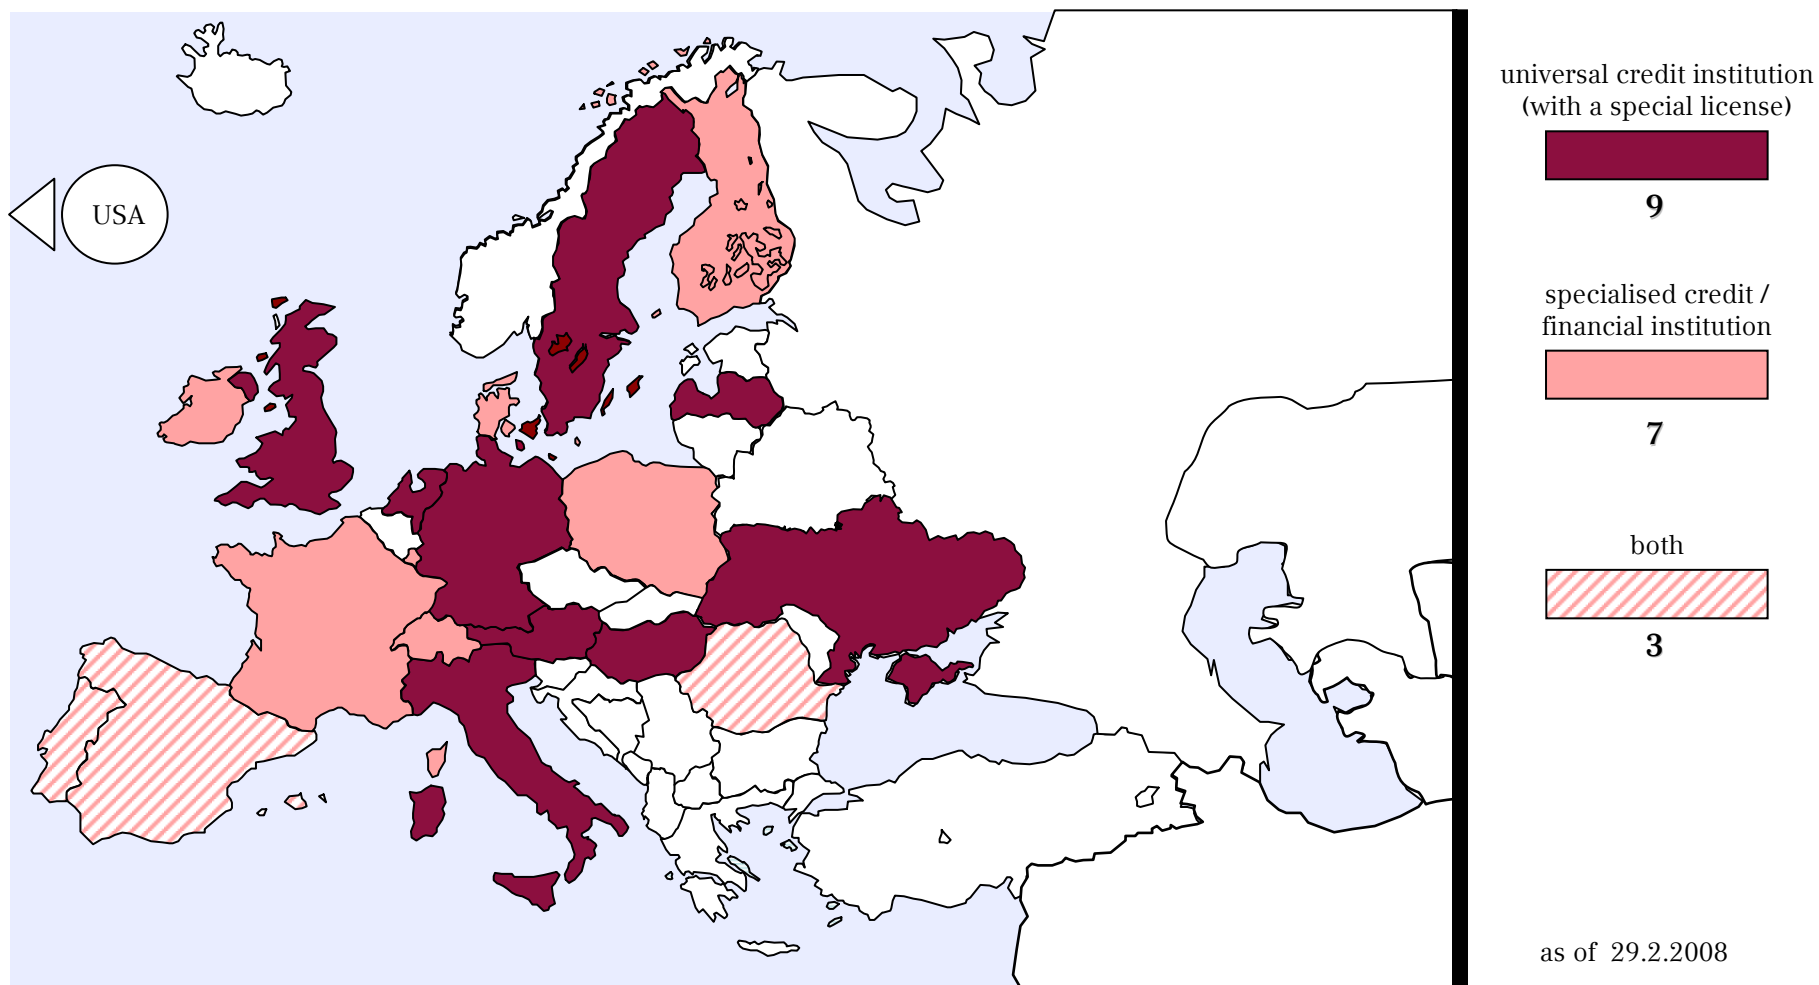 universal credit institution
(with a special license)
9
specialised credit /
financial institution
7
both
3
USA
as of 29.2.2008